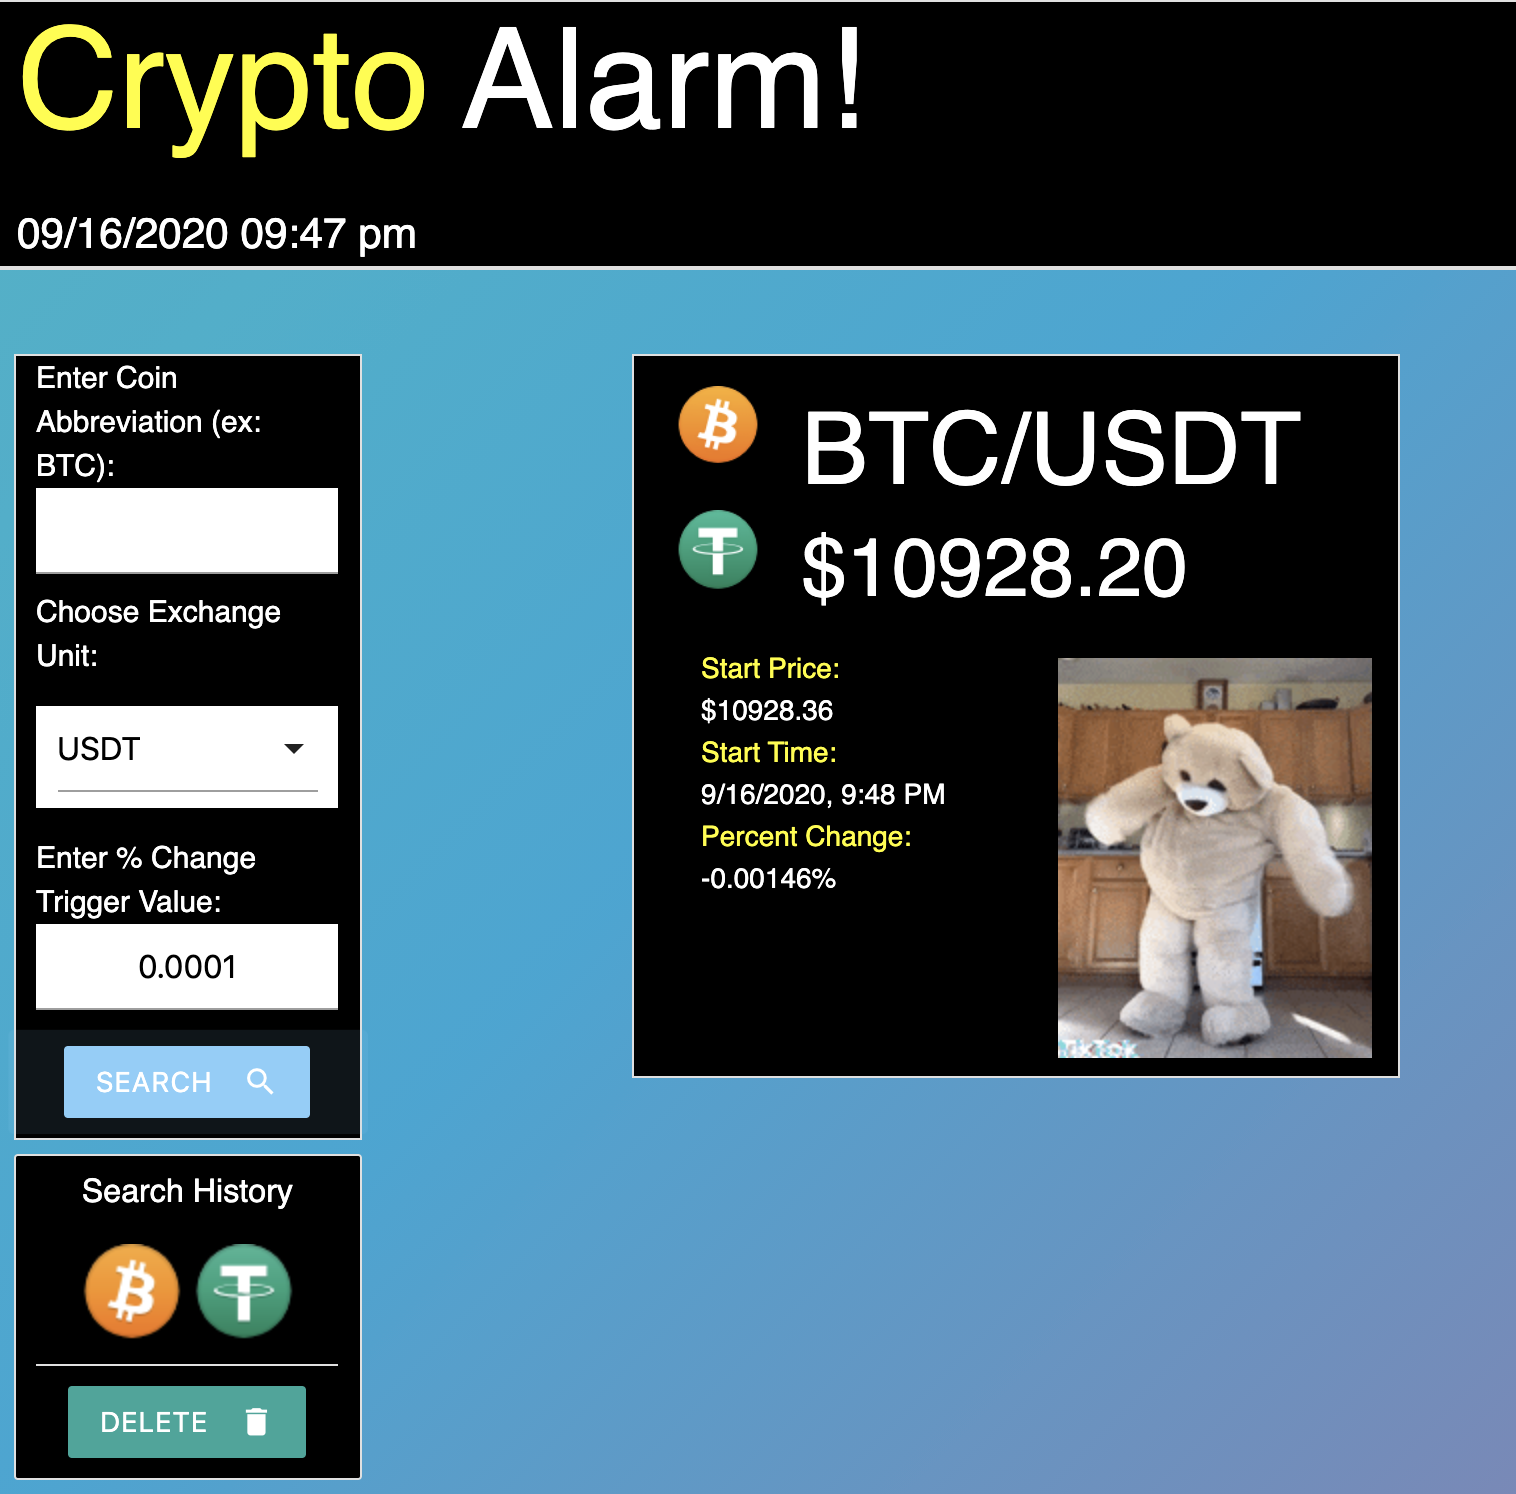 Crypto Alarm!
09/16/2020 09:47 pm
Enter Coin
Abbreviation (ex:
BTC):
Choose Exchange
Unit:
USDT
Enter % Change
Trigger Value:
0.0001
SEARCH
Search History
DELETE
BTC/USDT
$10928.20
Start Price:
$10928.36
Start Time:
9/16/2020, 9:48 PM
Percent Change:
-0.00146%
TikTok